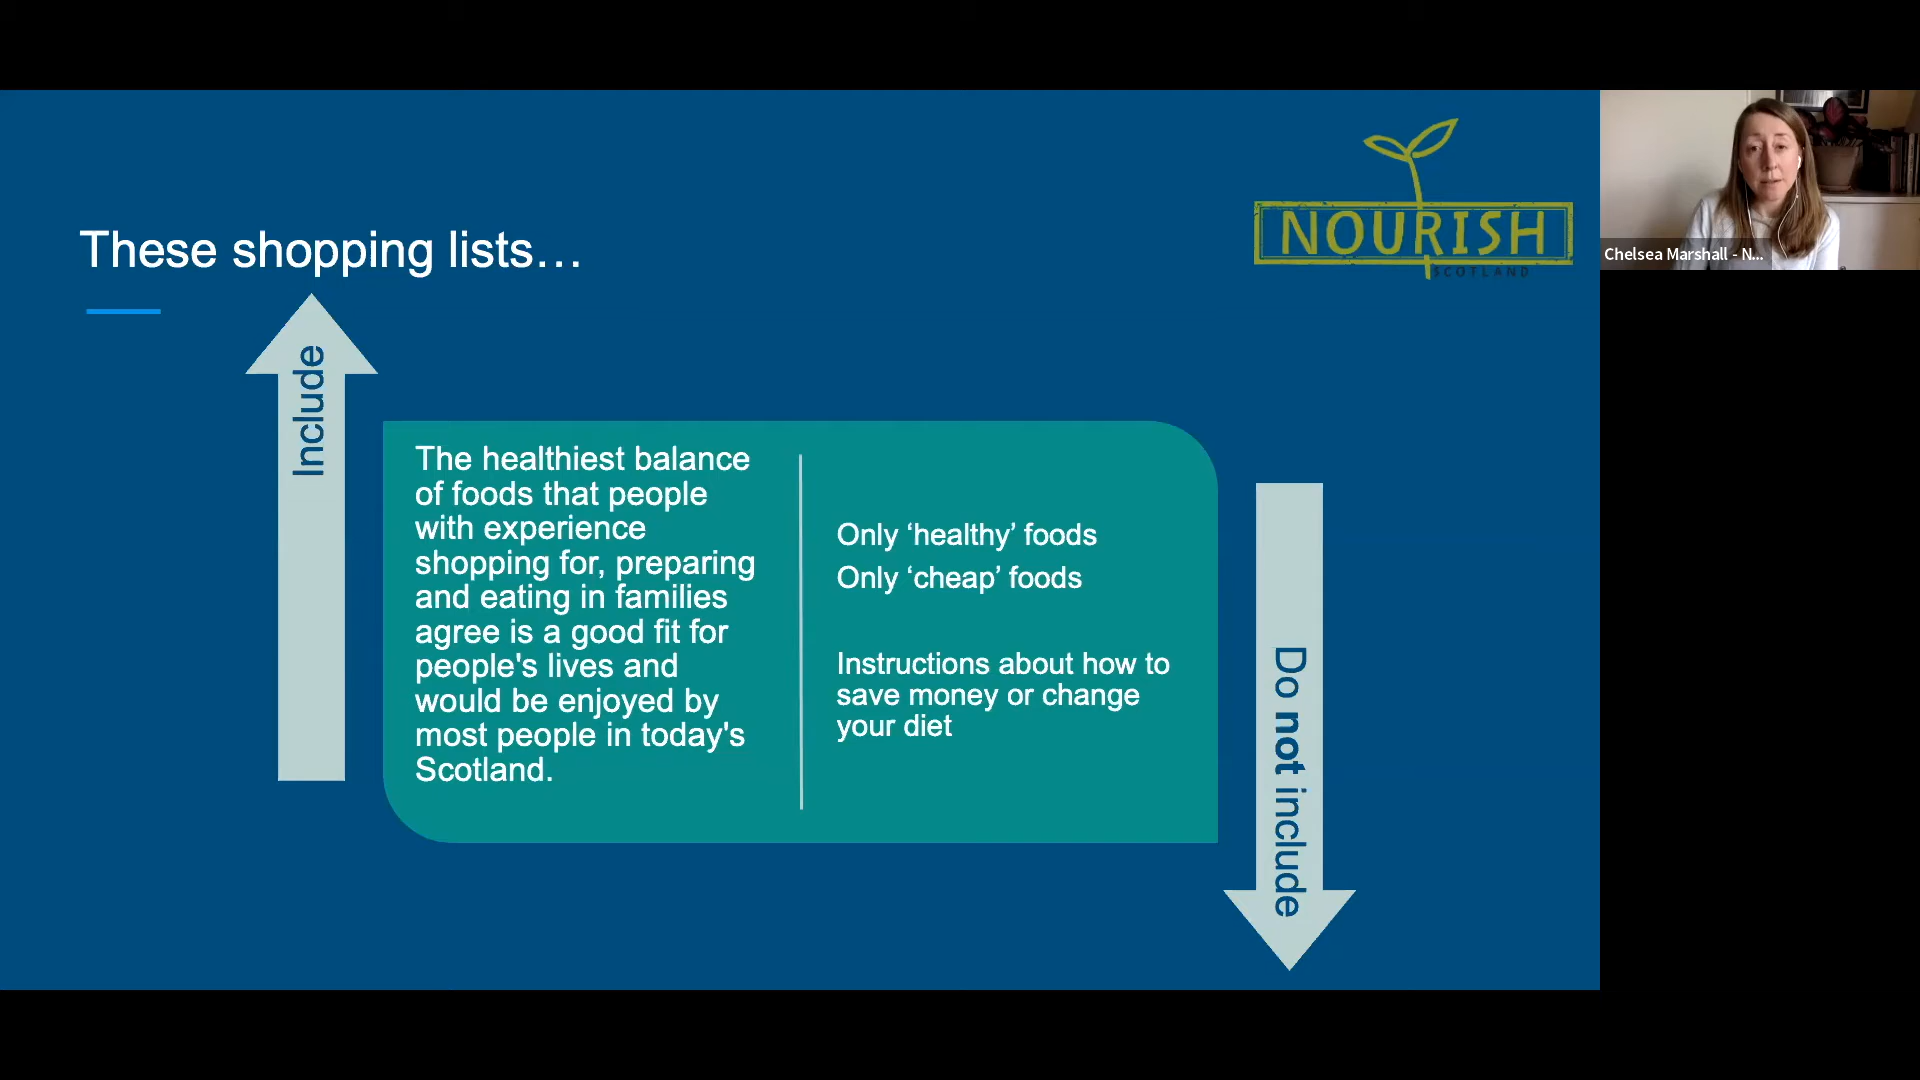 These shopping lists…
NOURISH
SCOTLAND
Chelsea Marshall - N...
Include
The healthiest balance
of foods that people
with experience
shopping for, preparing
and eating in families
agree is a good fit for
people's lives and
would be enjoyed by
most people in today's
Scotland.
Only ‘healthy’ foods
Only ‘cheap’ foods
Instructions about how to
save money or change
your diet
Do not include